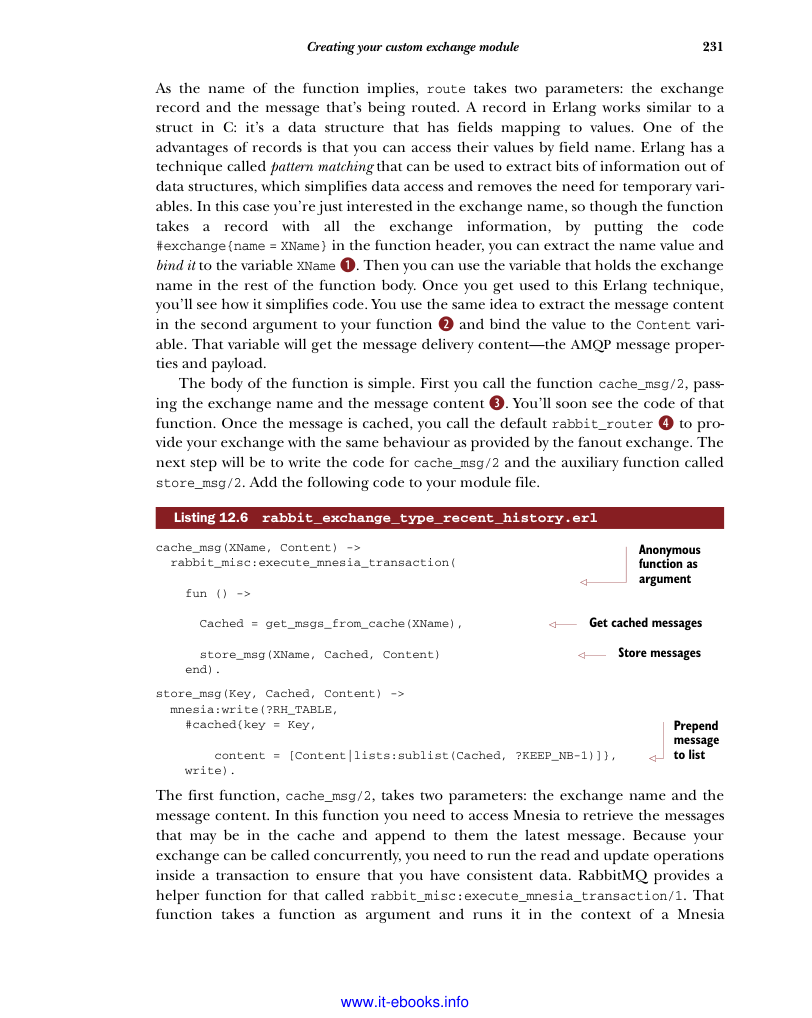 Creating your custom exchange module 231
As the name of the function implies, route takes two parameters: the exchange
record and the message that's being routed. A record in Erlang works similar to a
struct in C: it's a data structure that has fields mapping to values. One of the
advantages of records is that you can access their values by field name. Erlang has a
technique called pattern matching that can be used to extract bits of information out of
data structures, which simplifies data access and removes the need for temporary vari-
ables. In this case you're just interested in the exchange name, so though the function
takes a record with all the exchange information, by putting the code
#exchange{name = XName} in the function header, you can extract the name value and
bind it to the variable XName 1. Then you can use the variable that holds the exchange
name in the rest of the function body. Once you get used to this Erlang technique,
you'll see how it simplifies code. You use the same idea to extract the message content
in the second argument to your function 2 and bind the value to the Content vari-
able. That variable will get the message delivery content—the AMQP message proper-
ties and payload.
The body of the function is simple. First you call the function cache_msg/2, pass-
ing the exchange name and the message content 3. You'll soon see the code of that
function. Once the message is cached, you call the default rabbit_router 4 to pro-
vide your exchange with the same behaviour as provided by the fanout exchange. The
next step will be to write the code for cache_msg/2 and the auxiliary function called
store_msg/2. Add the following code to your module file.
Listing 12.6 rabbit_exchange_type_recent_history.erl
cache_msg(XName, Content) ->
rabbit_misc:execute_mnesia_transaction(
Anonymous
function as
argument
fun () ->
Cached = get_msgs_from_cache(XName),
Get cached messages
store_msg(XName, Cached, Content)
Store messages
end).
store_msg(Key, Cached, Content) ->
mnesia:write(?RH_TABLE,
#cached{key = Key,
Prepend
message
to list
content = [Content|lists:sublist(Cached, ?KEEP_NB-1)]},
write).
The first function, cache_msg/2, takes two parameters: the exchange name and the
message content. In this function you need to access Mnesia to retrieve the messages
that may be in the cache and append to them the latest message. Because your
exchange can be called concurrently, you need to run the read and update operations
inside a transaction to ensure that you have consistent data. RabbitMQ provides a
helper function for that called rabbit_misc:execute_mnesia_transaction/1. That
function takes a function as argument and runs it in the context of a Mnesia
www.it-ebooks.info